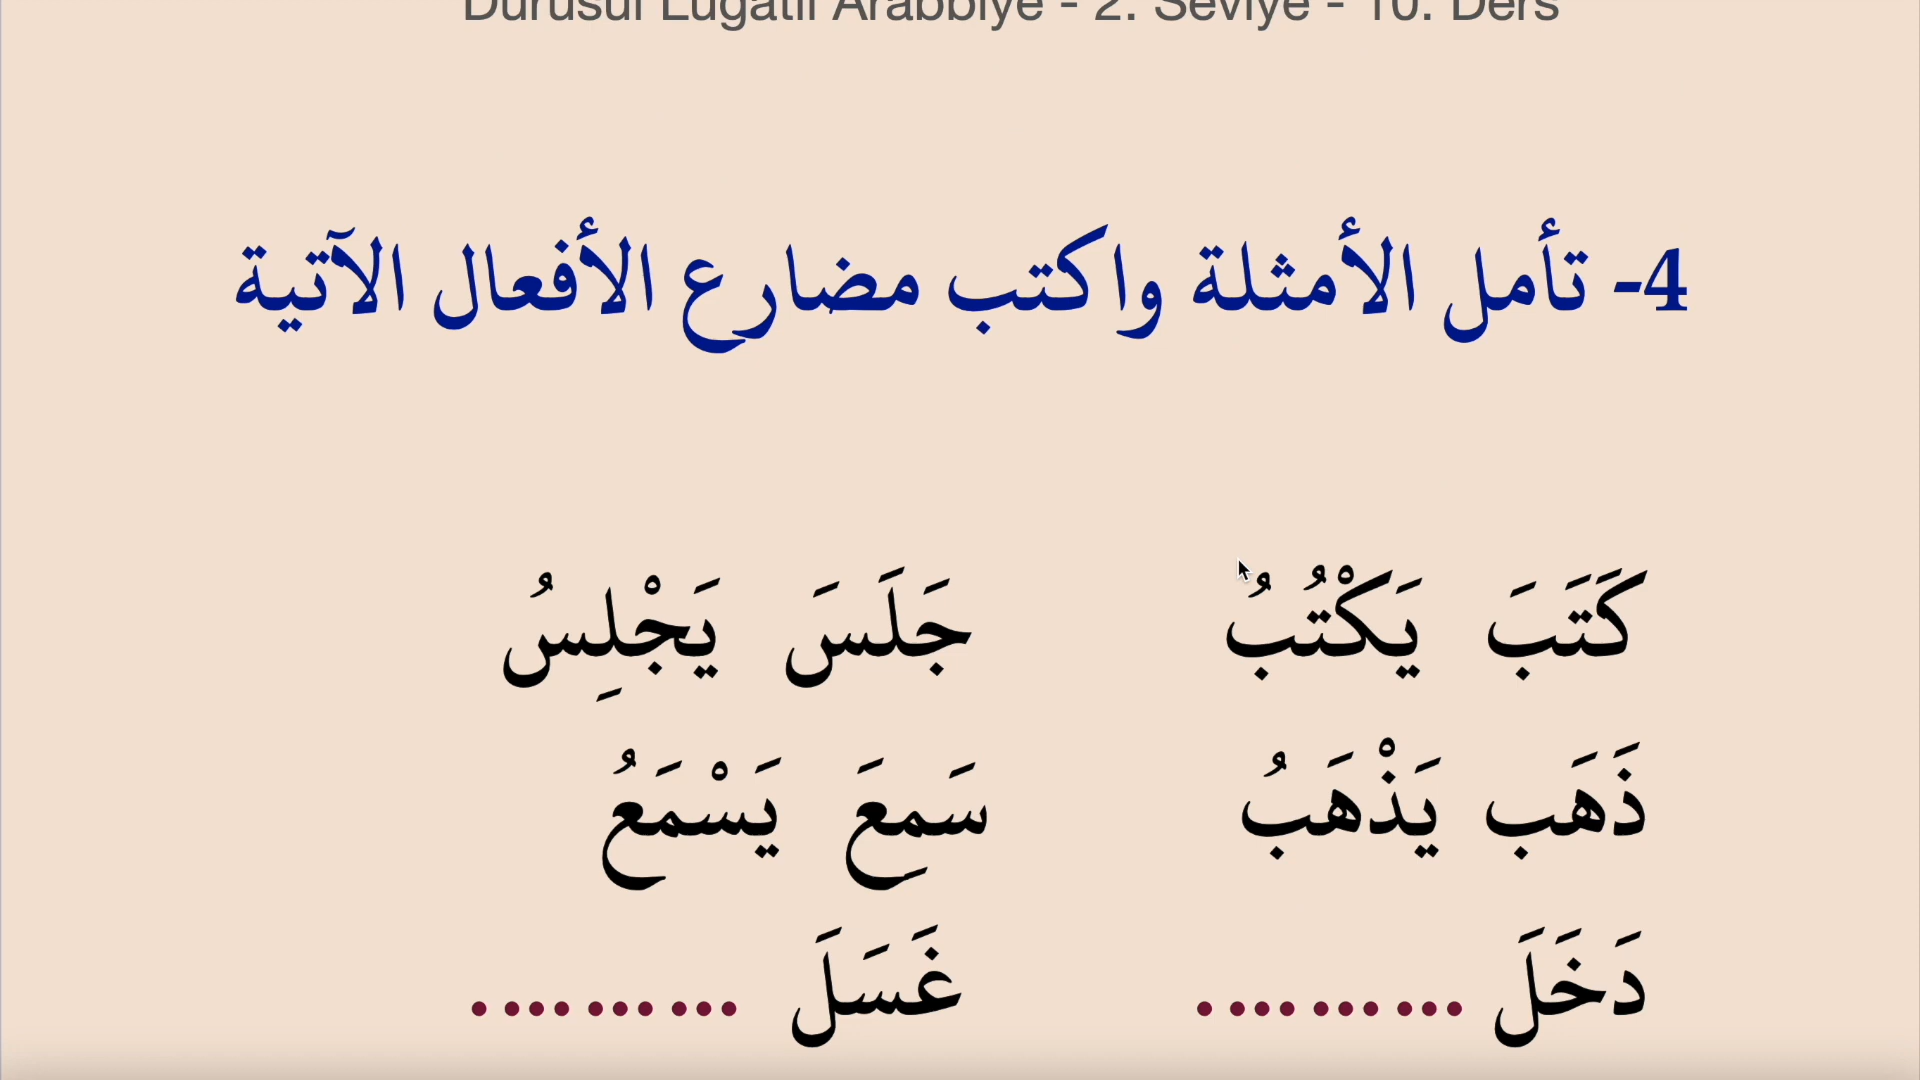 Durusul Lugatil Arabbiye - 2. Seviye - 10. Ders
4- تأمل الأمثلة واكتب مضارع الأفعال الآتية
كَتَبَ يَكْتُبُ جَلَسَ يَجْلِسُ
ذَهَب يَذْهَبُ سَمِعَ يَسْمَعُ
دَخَلَ .......... غَسَلَ ..........